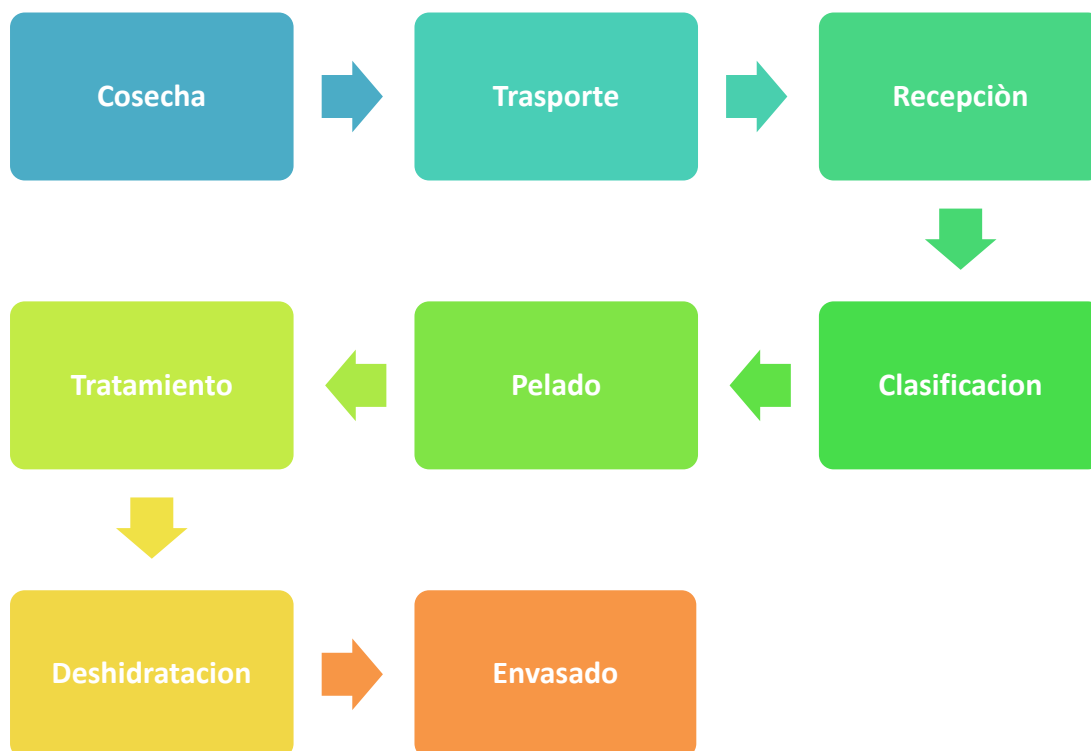 Cosecha
Trasporte
Recepciòn
Clasificacion
Pelado
Tratamiento
Deshidratacion
Envasado